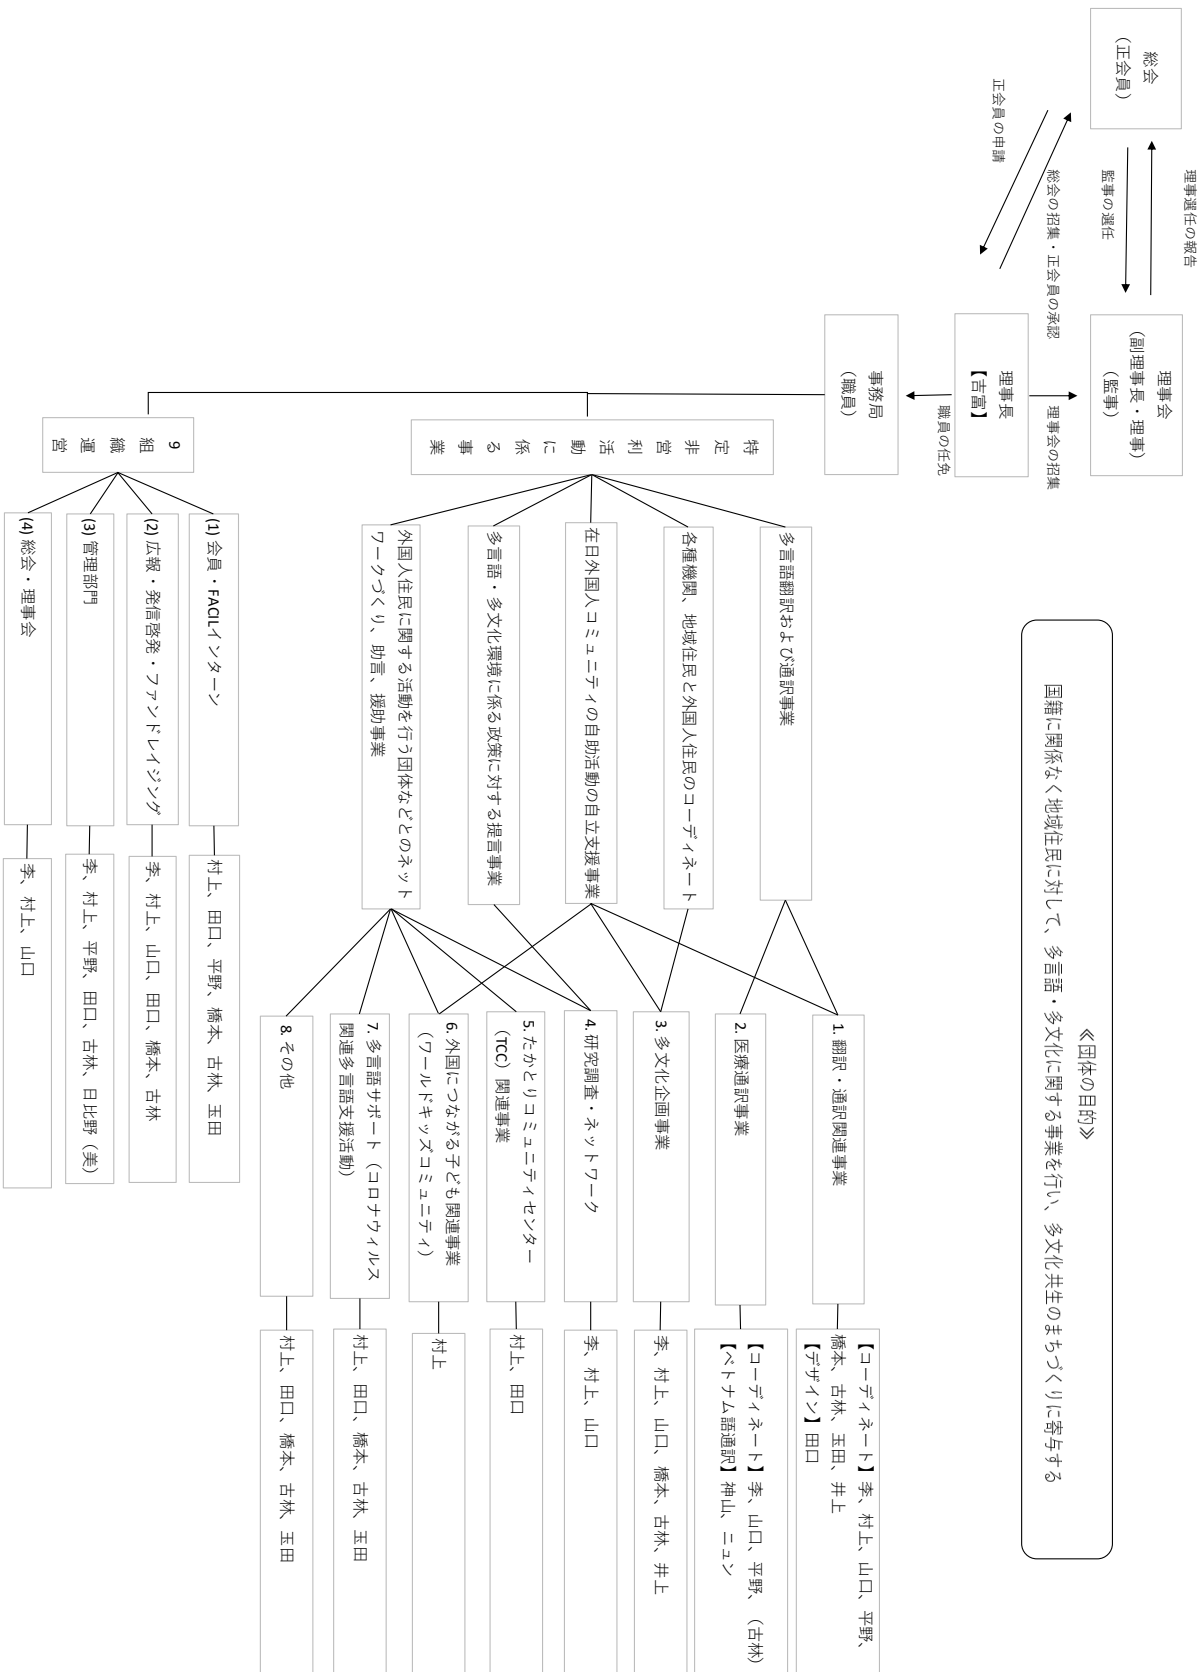 ≪団体の目的≫
国籍に関係なく地域住民に対して、多言語・多文化に関する事業を行い、多文化共生のまちづくりに寄与する
総会
（正会員）
理事選任の報告
監事の選任
理事会
（副理事長・理事）
（監事）
正会員の申請
総会の招集・正会員の承認
理事会の招集
理事長
【吉富】
職員の任免
事務局
（職員）
特定非営利活動に係る事業
多言語翻訳および通訳事業
各種機関、地域住民と外国人住民のコーディネート
在日外国人コミュニティの自助活動の自立支援事業
多言語・多文化環境に係る政策に対する提言事業
外国人住民に関する活動を行う団体などとのネット
ワークづくり、助言、援助事業
1. 翻訳・通訳関連事業
【コーディネート】李、村上、山口、平野、
橋本、古林、玉田、井上
【デザイン】田口
2. 医療通訳事業
【コーディネート】李、山口、平野、（古林）
【ベトナム語通訳】神山、ニュン
3. 多文化企画事業
李、村上、山口、橋本、古林、井上
4. 研究調査・ネットワーク
李、村上、山口
5. たかとりコミュニティセンター
（TCC）関連事業
村上、田口
6. 外国につながる子ども関連事業
（ワールドキッズコミュニティ）
村上
7. 多言語サポート（コロナウィルス
関連多言語支援活動）
村上、田口、橋本、古林、玉田
8. その他
村上、田口、橋本、古林、玉田
9 組織運営
(1) 会員・FACILインターン
村上、田口、平野、橋本、古林、玉田
(2) 広報・発信啓発・ファンドレイジング
李、村上、山口、田口、橋本、古林
(3) 管理部門
李、村上、平野、田口、古林、日比野（美）
(4) 総会・理事会
李、村上、山口